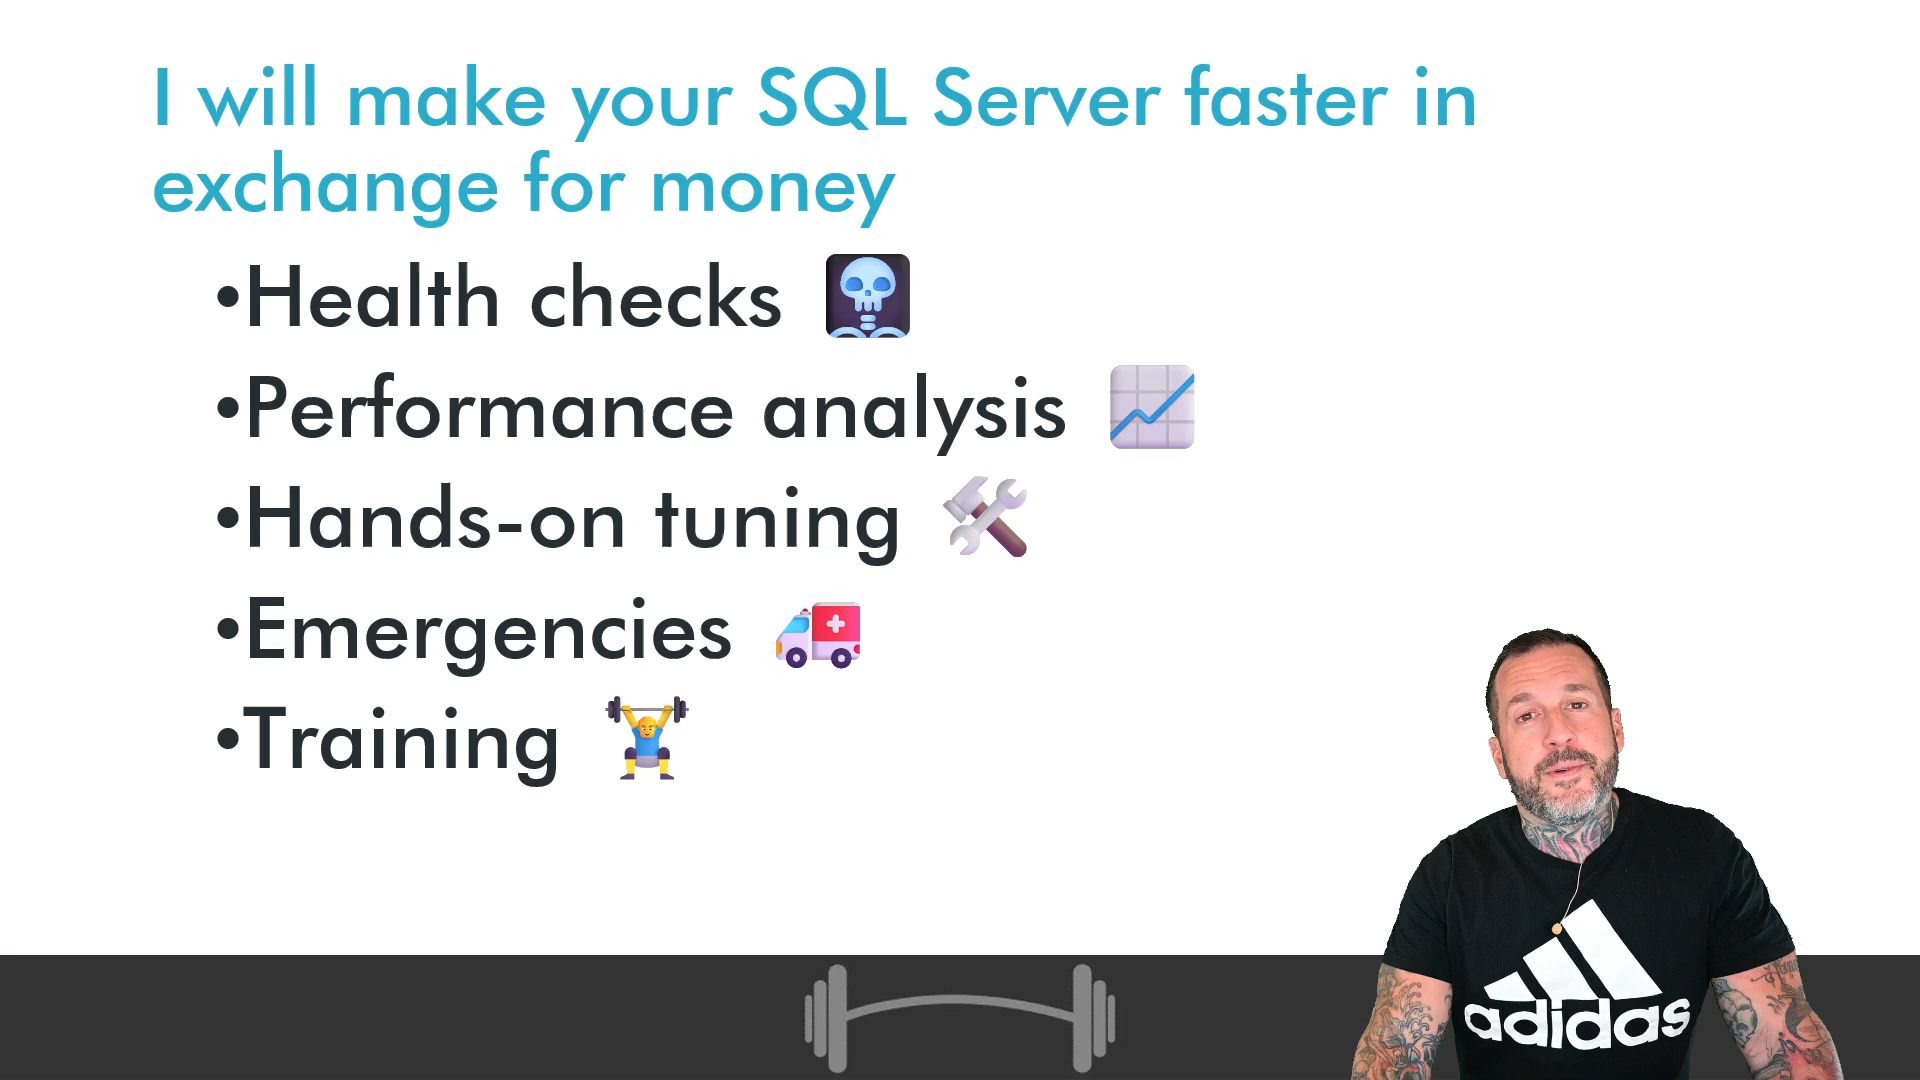 I will make your SQL Server faster in
exchange for money
•Health checks
•Performance analysis
•Hands-on tuning
•Emergencies
•Training
adidas